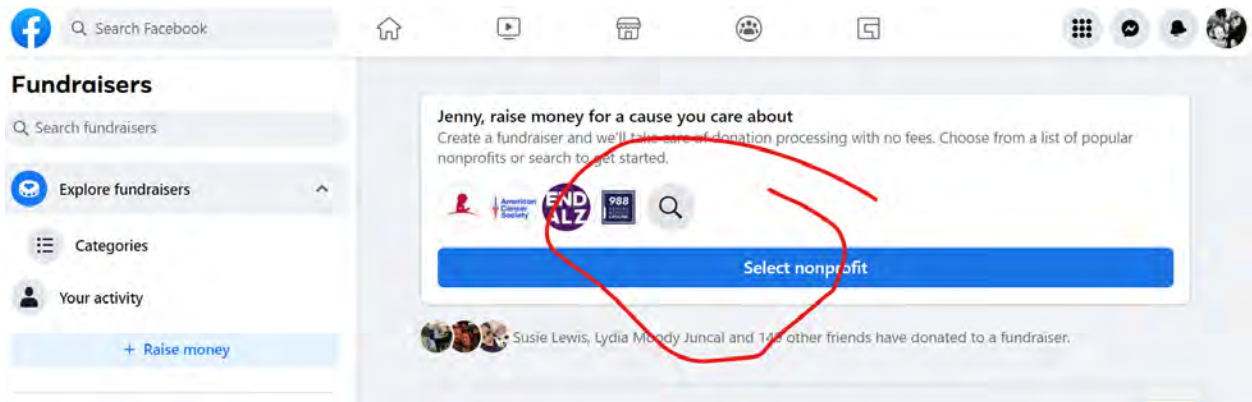 Search Facebook
Fundraisers
Search fundraisers
Explore fundraisers
Categories
Your activity
+ Raise money
Jenny, raise money for a cause you care about
Create a fundraiser and we'll take care of donation processing with no fees. Choose from a list of popular
nonprofits or search to get started.
American
Cancer
Society
END
ALZ
988
Select nonprofit
Susie Lewis, Lydia Moody Juncal and other friends have donated to a fundraiser.